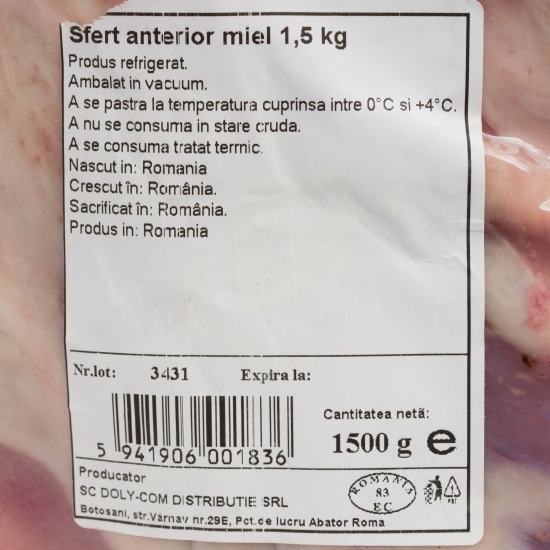 Sfert anterior miel 1,5 kg
Produs refrigerat.
Ambalat in vacuum.
A se pastra la temperatura cuprinsa intre 0°C si +4°C.
A nu se consuma in stare cruda.
A se consuma tratat termic.
Nascut in: Romania
Crescut în: România.
Sacrificat în: România.
Produs in: Romania
Nr.lot: 3431 Expira la:
Cantitatea netă:
1500 g e
5 941906 001836
Producator
SC DOLY-COM DISTRIBUTIE SRL
Botosani, str.Vârnav nr.29E, Pct.de lucru Abator Roma
ROMANIA
83
EC